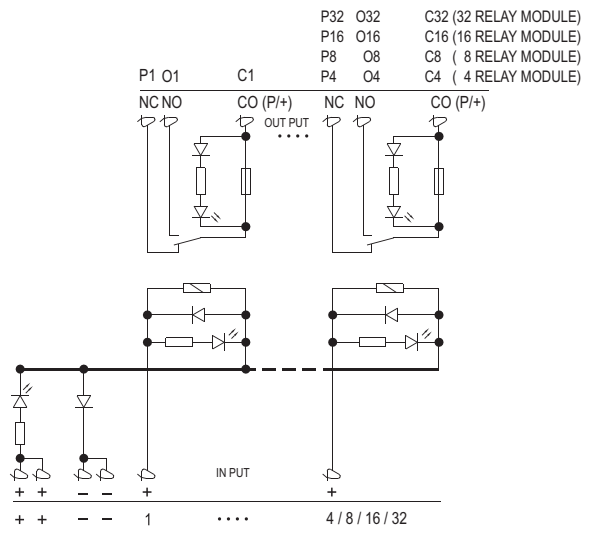 P32 O32 C32 (32 RELAY MODULE)
P16 O16 C16 (16 RELAY MODULE)
P8 O8 C8 ( 8 RELAY MODULE)
P1 O1 C1 P4 O4 C4 ( 4 RELAY MODULE)
NC NO CO (P/+) NC NO CO (P/+)
OUT PUT
IN PUT
+ + – – + +
+ + – – 1 .... 4 / 8 / 16 / 32